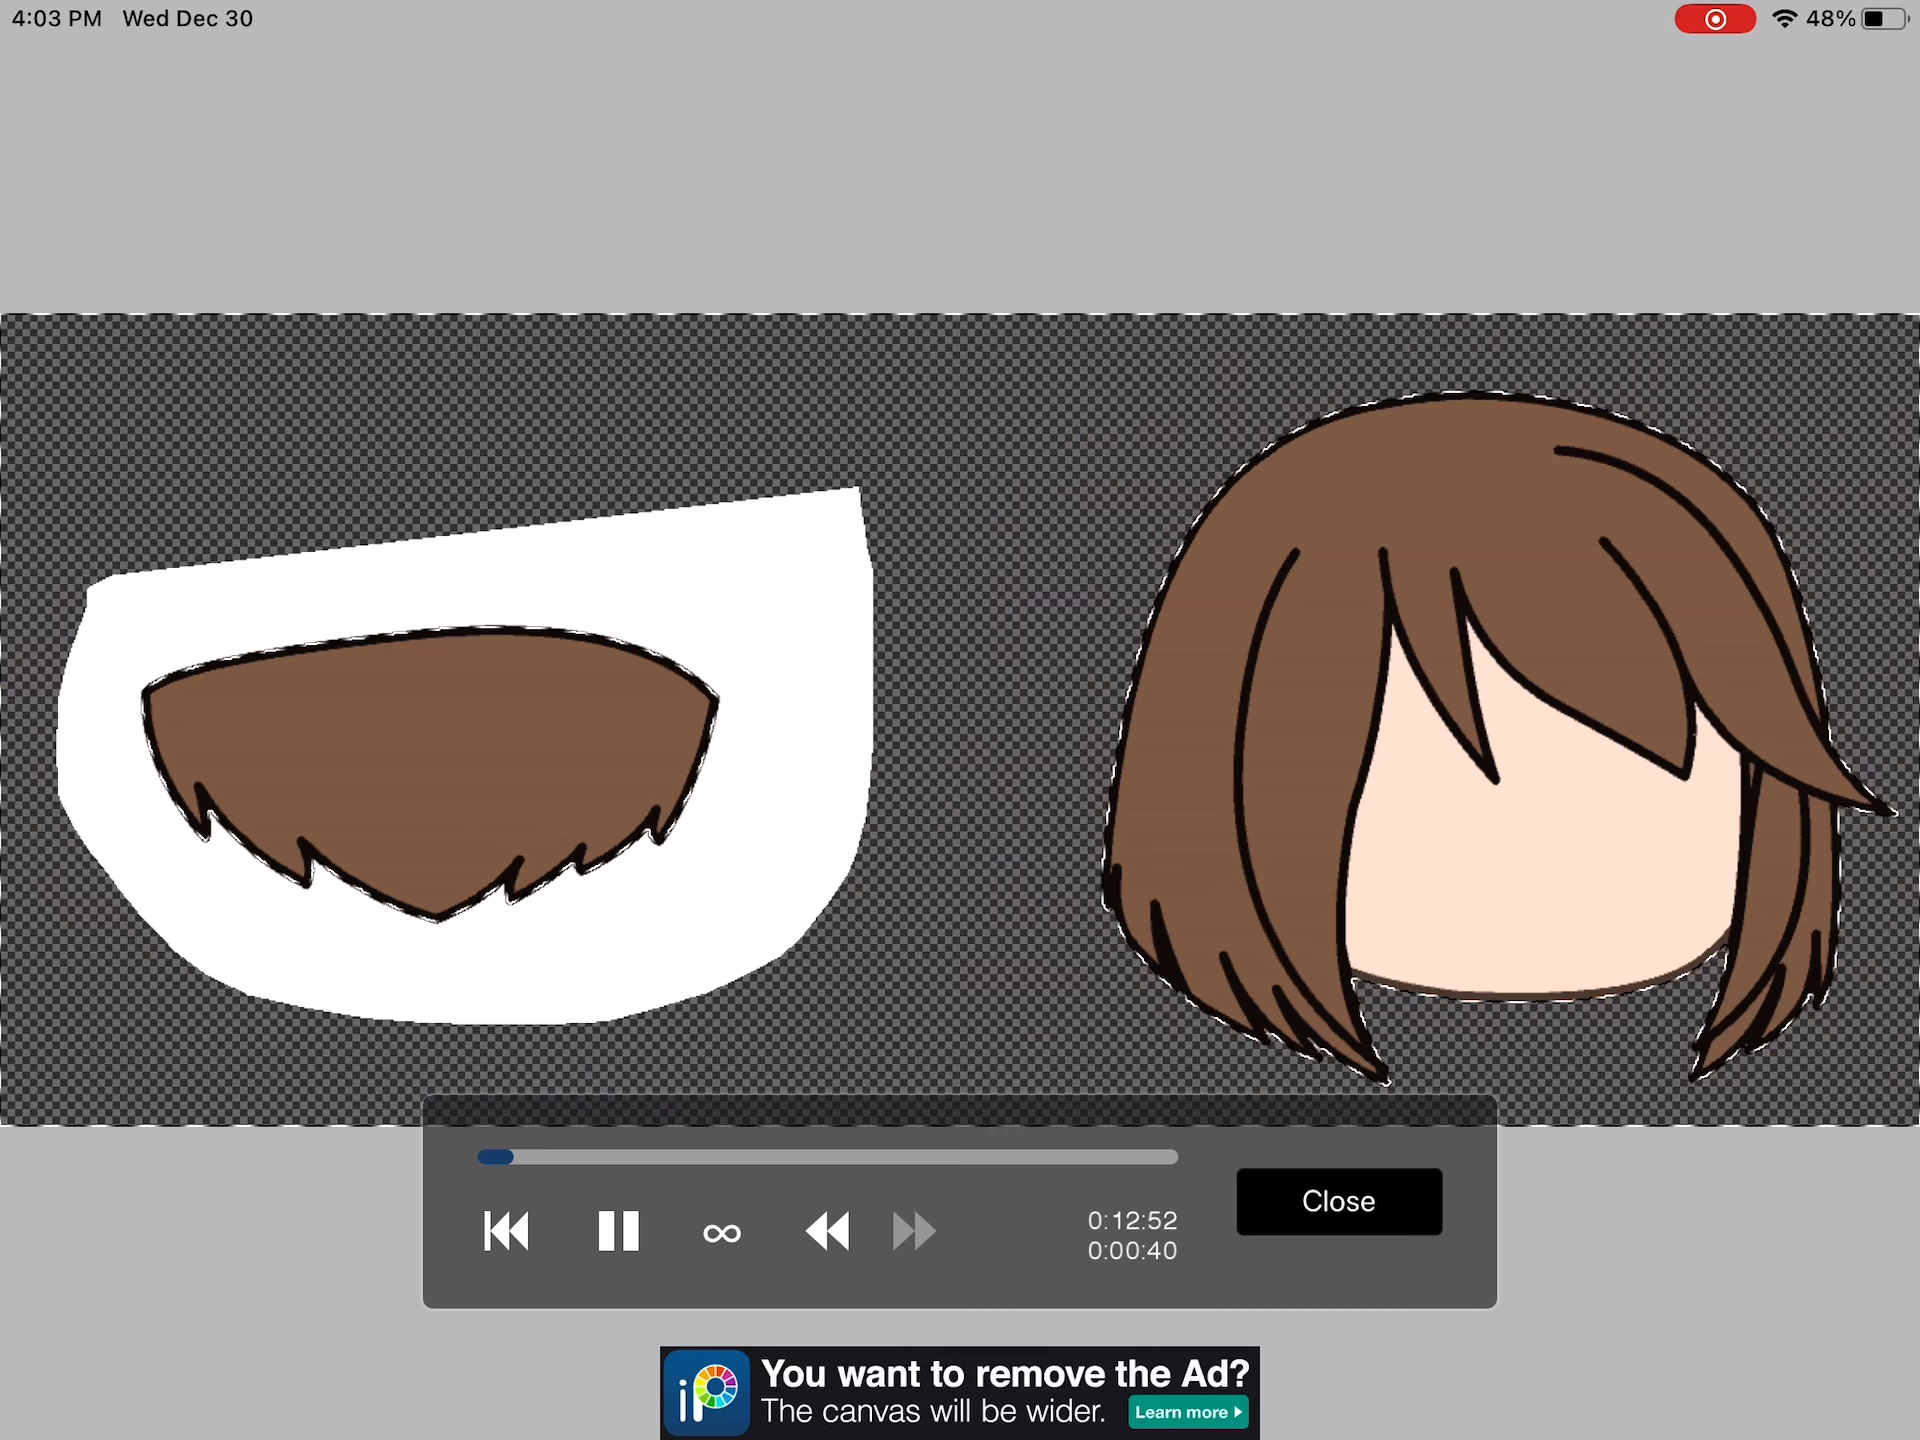 4:03 PM Wed Dec 30
48%
0:12:52
0:00:40
Close
iP
You want to remove the Ad?
The canvas will be wider.
Learn more